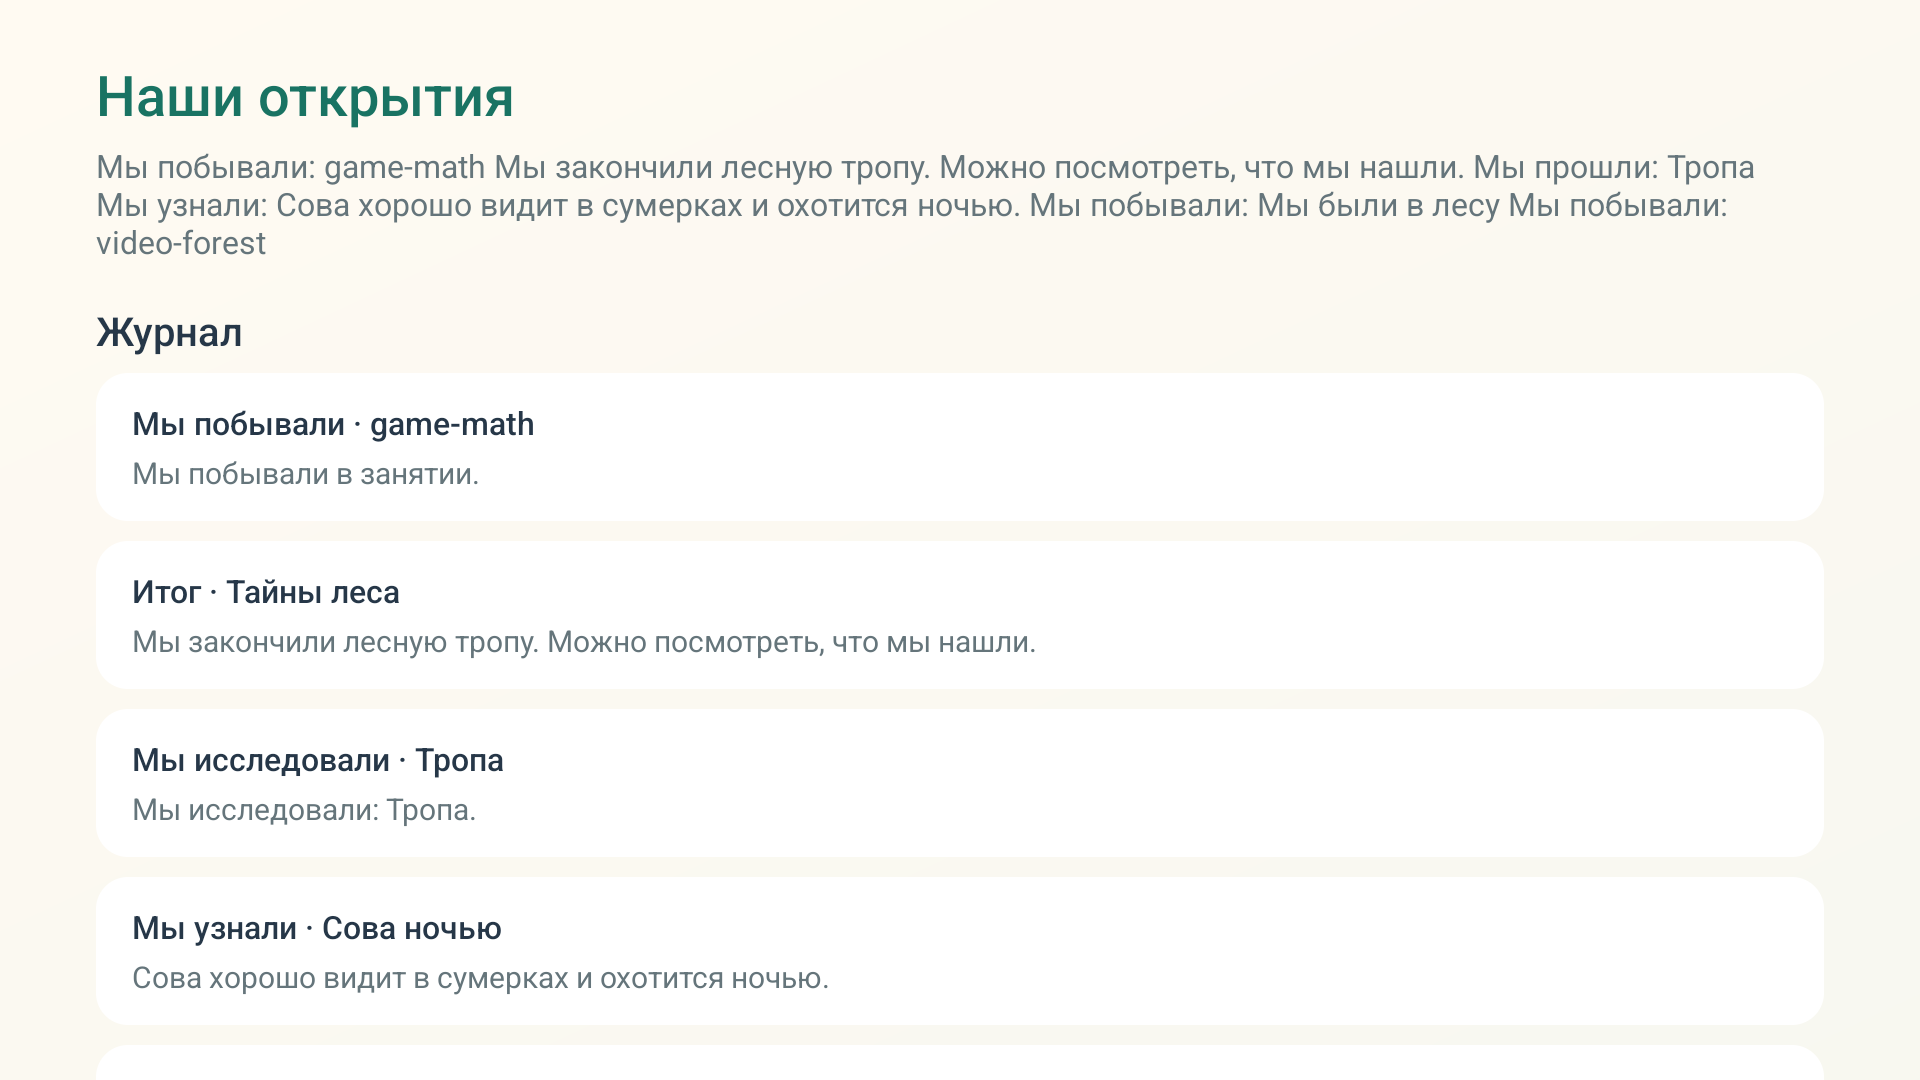 Наши открытия
Мы побывали: game-math Мы закончили лесную тропу. Можно посмотреть, что мы нашли. Мы прошли: Тропа
Мы узнали: Сова хорошо видит в сумерках и охотится ночью. Мы побывали: Мы были в лесу Мы побывали:
video-forest
Журнал
Мы побывали · game-math
Мы побывали в занятии.
Итог · Тайны леса
Мы закончили лесную тропу. Можно посмотреть, что мы нашли.
Мы исследовали · Тропа
Мы исследовали: Тропа.
Мы узнали · Сова ночью
Сова хорошо видит в сумерках и охотится ночью.